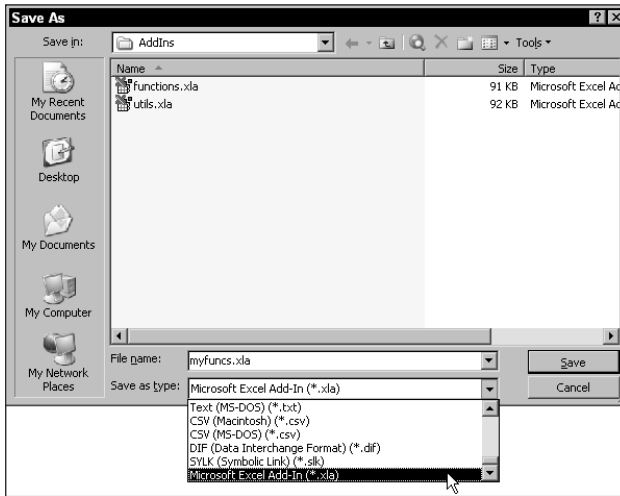 Save As
Save in:
AddIns
Tools
Name
Size
Type
functions.xla
91 KB
Microsoft Excel Ad
utils.xla
92 KB
Microsoft Excel Ad
My Recent
Documents
Desktop
My Documents
My Computer
My Network
Places
File name:
myfuncs.xla
Save
Save as type:
Microsoft Excel Add-In (*.xla)
Cancel
Text (MS-DOS) (*.txt)
CSV (Macintosh) (*.csv)
CSV (MS-DOS) (*.csv)
DIF (Data Interchange Format) (*.dif)
SYLK (Symbolic Link) (*.slk)
Microsoft Excel Add-In (*.xla)